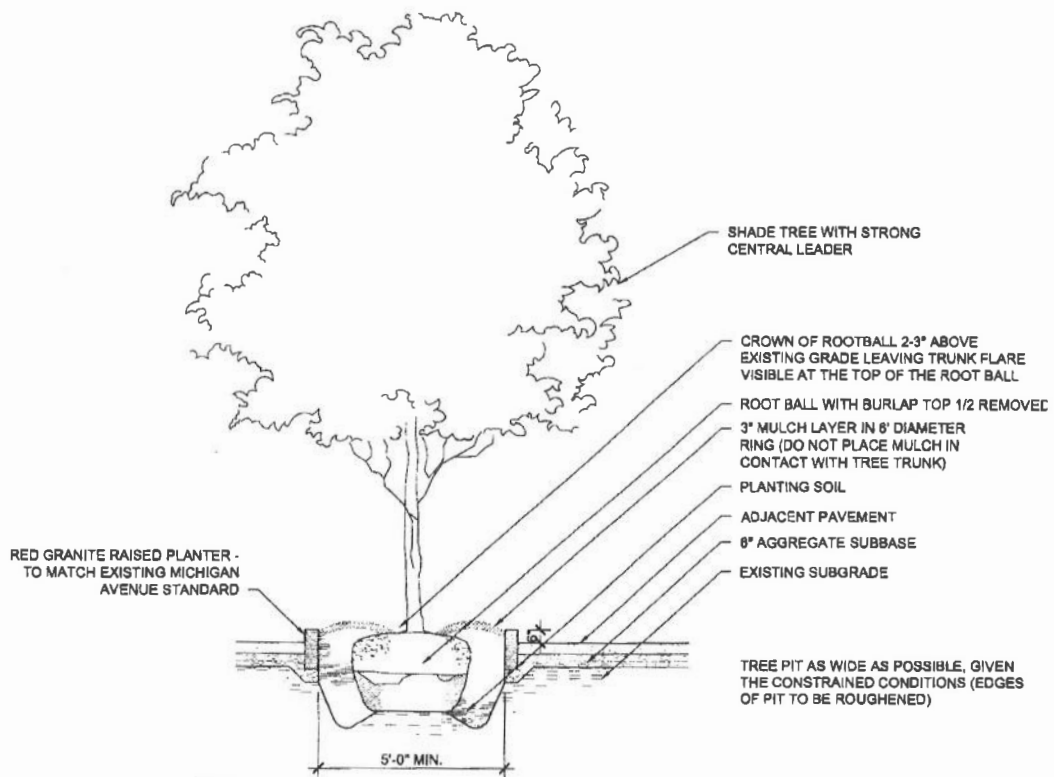 SHADE TREE WITH STRONG
CENTRAL LEADER
CROWN OF ROOTBALL 2-3" ABOVE
EXISTING GRADE LEAVING TRUNK FLARE
VISIBLE AT THE TOP OF THE ROOT BALL
ROOT BALL WITH BURLAP TOP 1/2 REMOVED
3" MULCH LAYER IN 6' DIAMETER
RING (DO NOT PLACE MULCH IN
CONTACT WITH TREE TRUNK)
PLANTING SOIL
ADJACENT PAVEMENT
6" AGGREGATE SUBBASE
EXISTING SUBGRADE
RED GRANITE RAISED PLANTER -
TO MATCH EXISTING MICHIGAN
AVENUE STANDARD
6"
TREE PIT AS WIDE AS POSSIBLE, GIVEN
THE CONSTRAINED CONDITIONS (EDGES
OF PIT TO BE ROUGHENED)
5'-0" MIN.